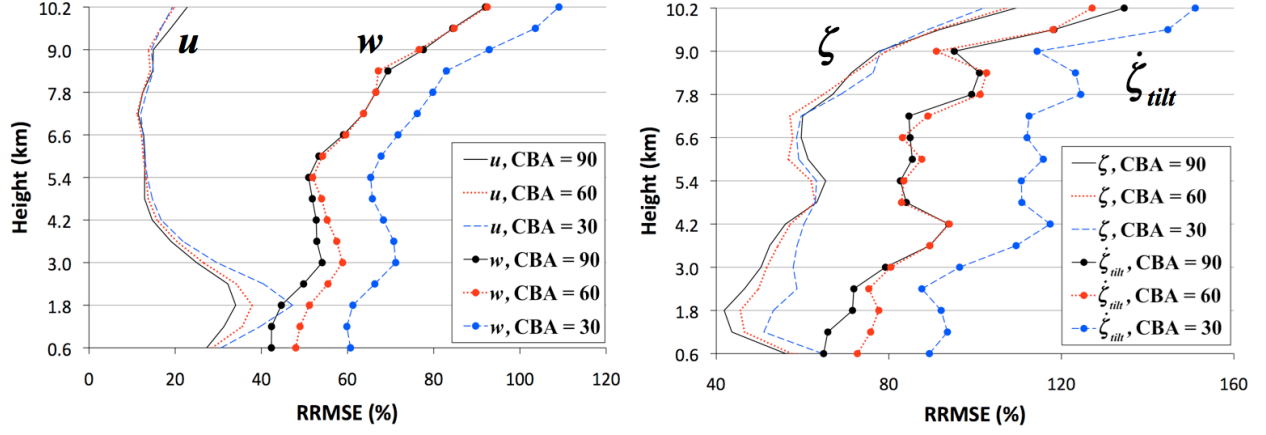 10.2
9.0
7.8
6.6
5.4
4.2
3.0
1.8
0.6
Height (km)
u
w
u, CBA = 90
u, CBA = 60
u, CBA = 30
w, CBA = 90
w, CBA = 60
w, CBA = 30
0 20 40 60 80 100 120
RRMSE (%)
10.2
9.0
7.8
6.6
5.4
4.2
3.0
1.8
0.6
Height (km)
ζ
ζ̇tilt
ζ, CBA = 90
ζ, CBA = 60
ζ, CBA = 30
ζ̇tilt, CBA = 90
ζ̇tilt, CBA = 60
ζ̇tilt, CBA = 30
40 80 120 160
RRMSE (%)